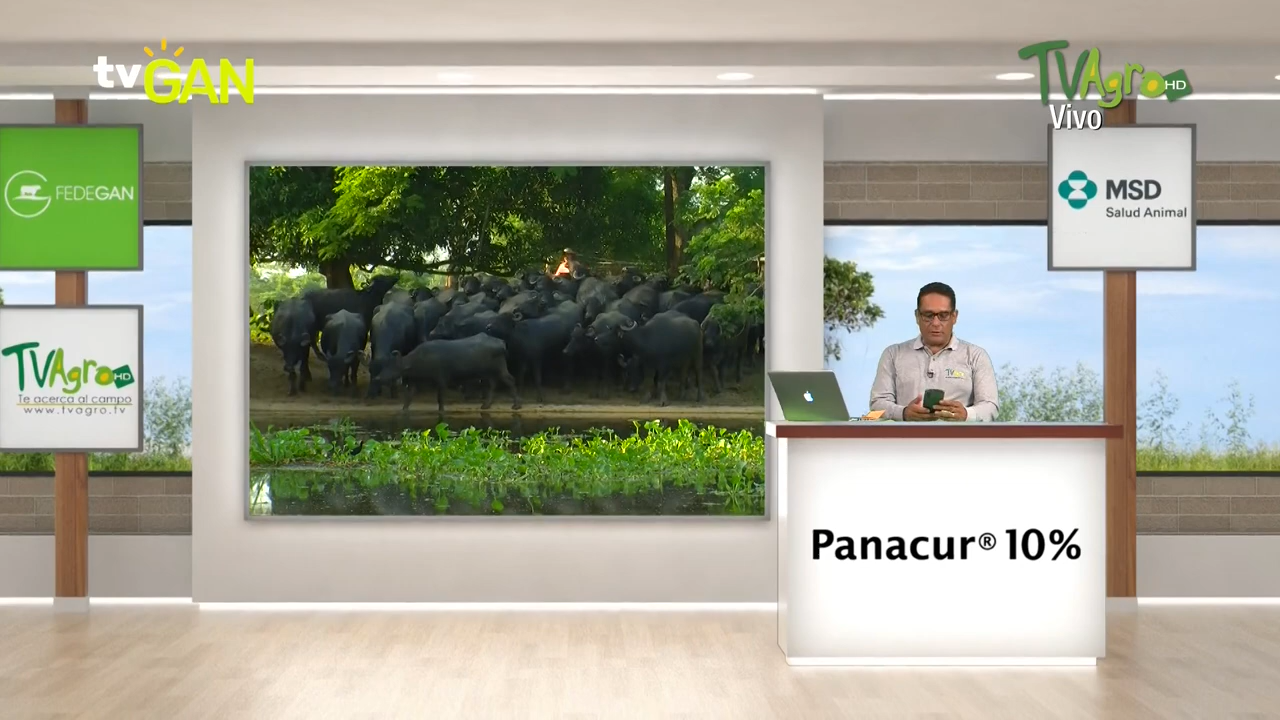 tvGAN
TVAgro HD
Vivo
FEDEGAN
MSD
Salud Animal
TVAgro HD
Te acerca al campo
www.tvagro.tv
TVAgro
Panacur® 10%